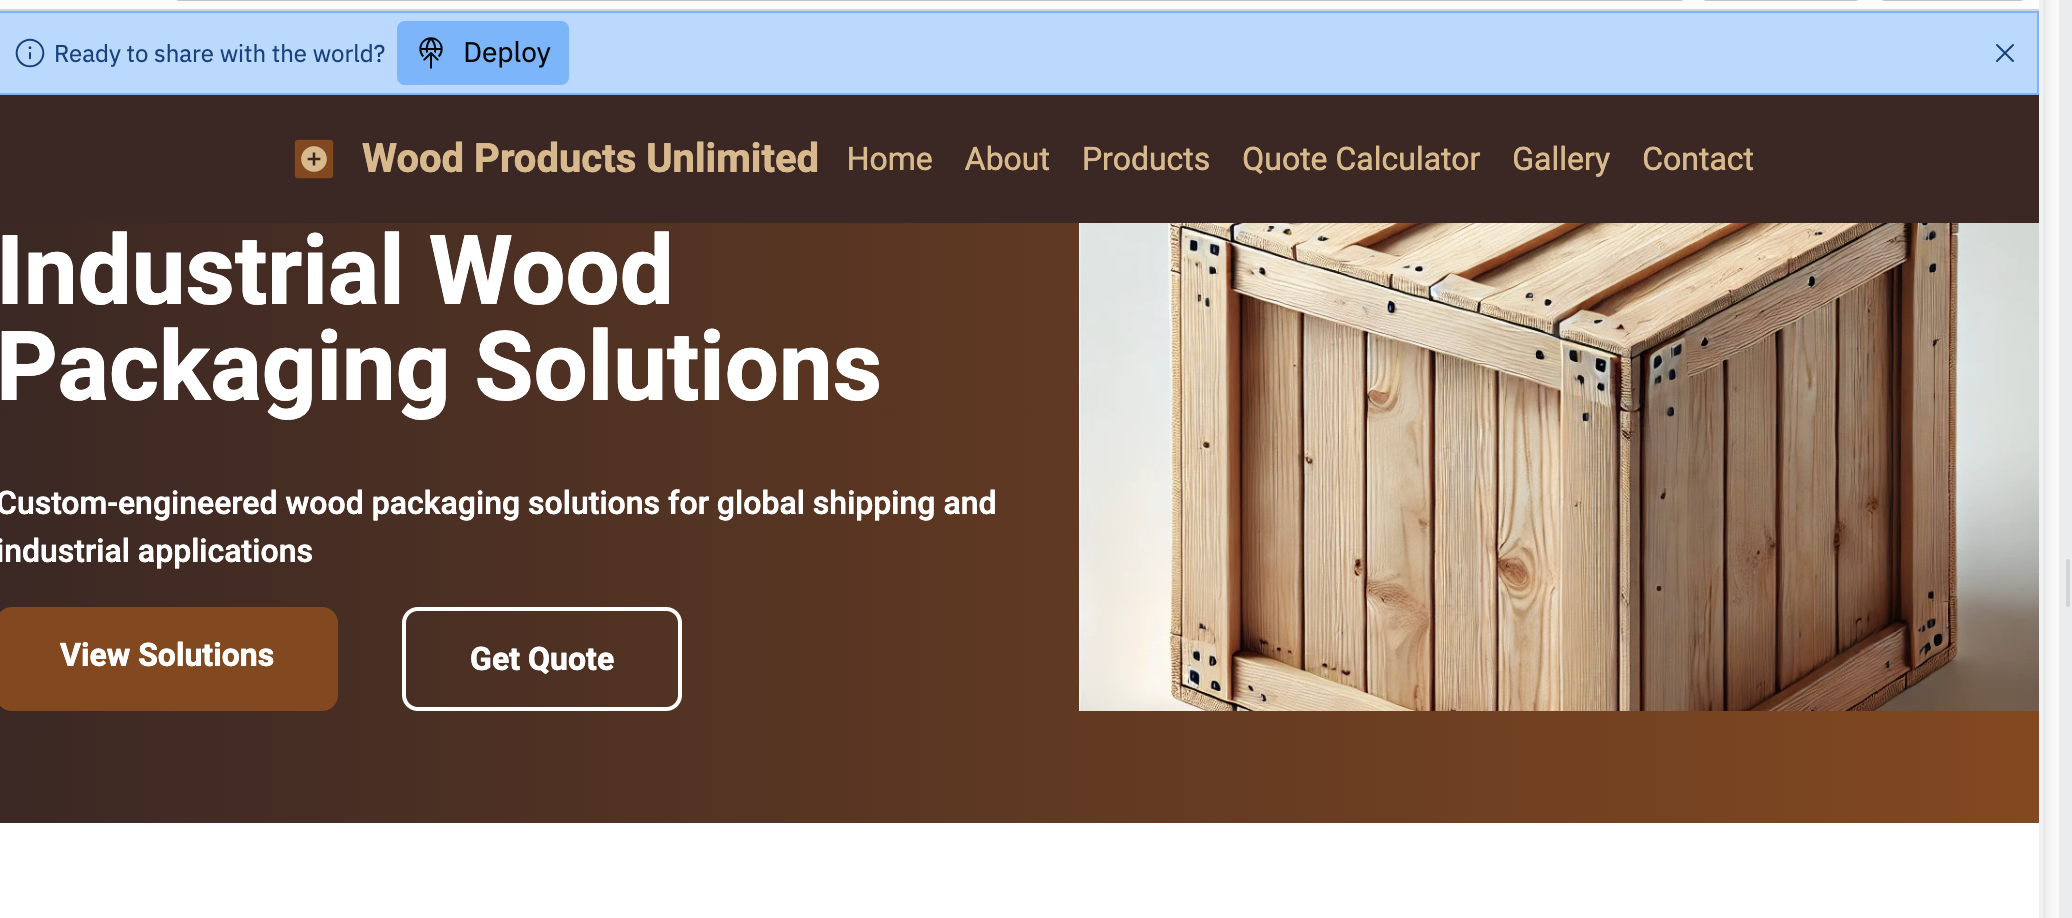 Ready to share with the world? Deploy
Wood Products Unlimited Home About Products Quote Calculator Gallery Contact
Industrial Wood
Packaging Solutions
Custom-engineered wood packaging solutions for global shipping and
industrial applications
View Solutions Get Quote